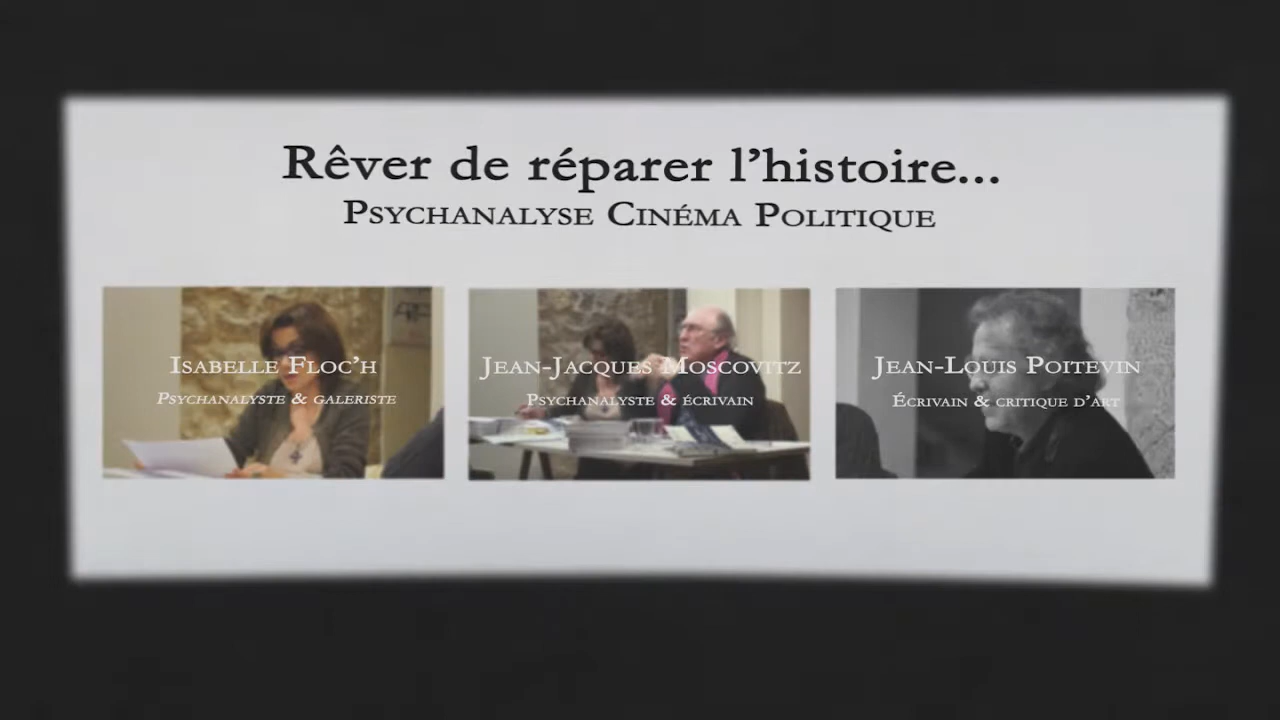 Rêver de réparer l'histoire...
Psychanalyse Cinéma Politique
Isabelle Floc'h
Psychanalyste & galeriste
Jean-Jacques Moscovitz
Psychanalyste & écrivain
Jean-Louis Poitevin
Écrivain & critique d'art